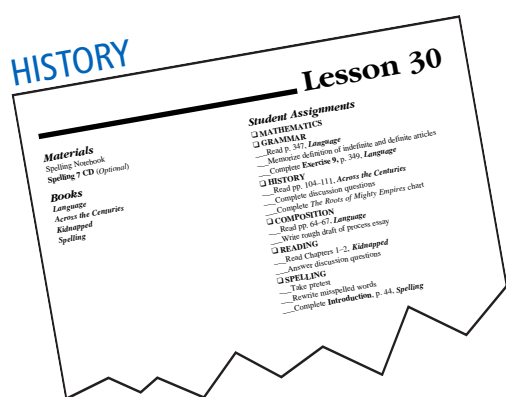 HISTORY
Lesson 30
Materials
Spelling Notebook
Spelling 7 CD (Optional)
Books
Language
Across the Centuries
Kidnapped
Spelling
Student Assignments
❑ MATHEMATICS
❑ GRAMMAR
___Read p. 347, Language
___Memorize definition of indefinite and definite articles
___Complete Exercise 9, p. 349, Language
❑ HISTORY
___Read pp. 104–111, Across the Centuries
___Complete discussion questions
___Complete The Roots of Mighty Empires chart
❑ COMPOSITION
___Read pp. 64–67, Language
___Write rough draft of process essay
❑ READING
___Read Chapters 1–2, Kidnapped
___Answer discussion questions
❑ SPELLING
___Take pretest
___Rewrite misspelled words
___Complete Introduction, p. 44, Spelling